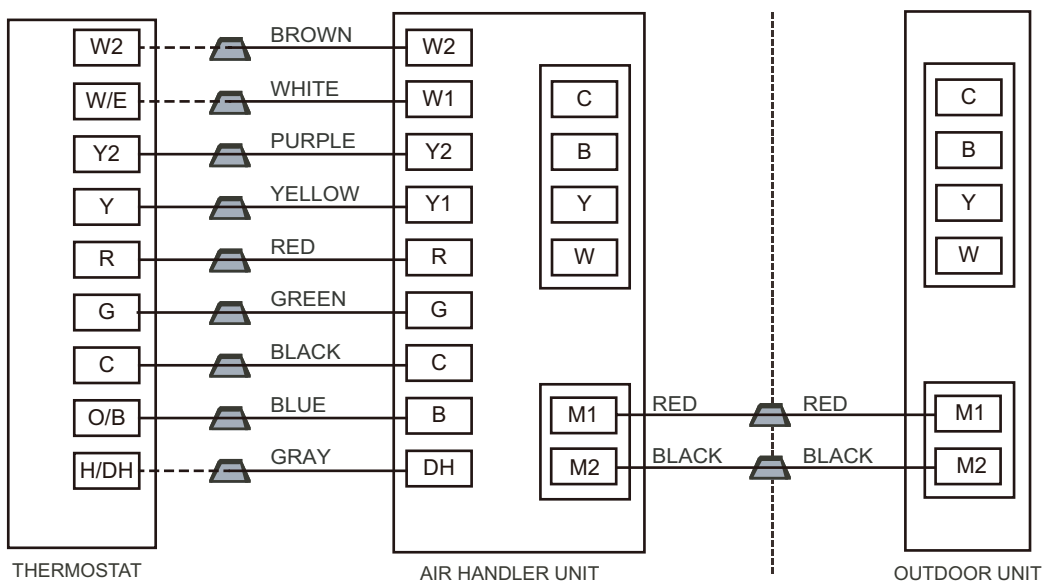 W2 BROWN W2
W/E WHITE W1 C C
Y2 PURPLE Y2 B B
Y YELLOW Y1 Y Y
R RED R W W
G GREEN G
C BLACK C
O/B BLUE B M1 RED RED M1
H/DH GRAY DH M2 BLACK BLACK M2
THERMOSTAT AIR HANDLER UNIT OUTDOOR UNIT